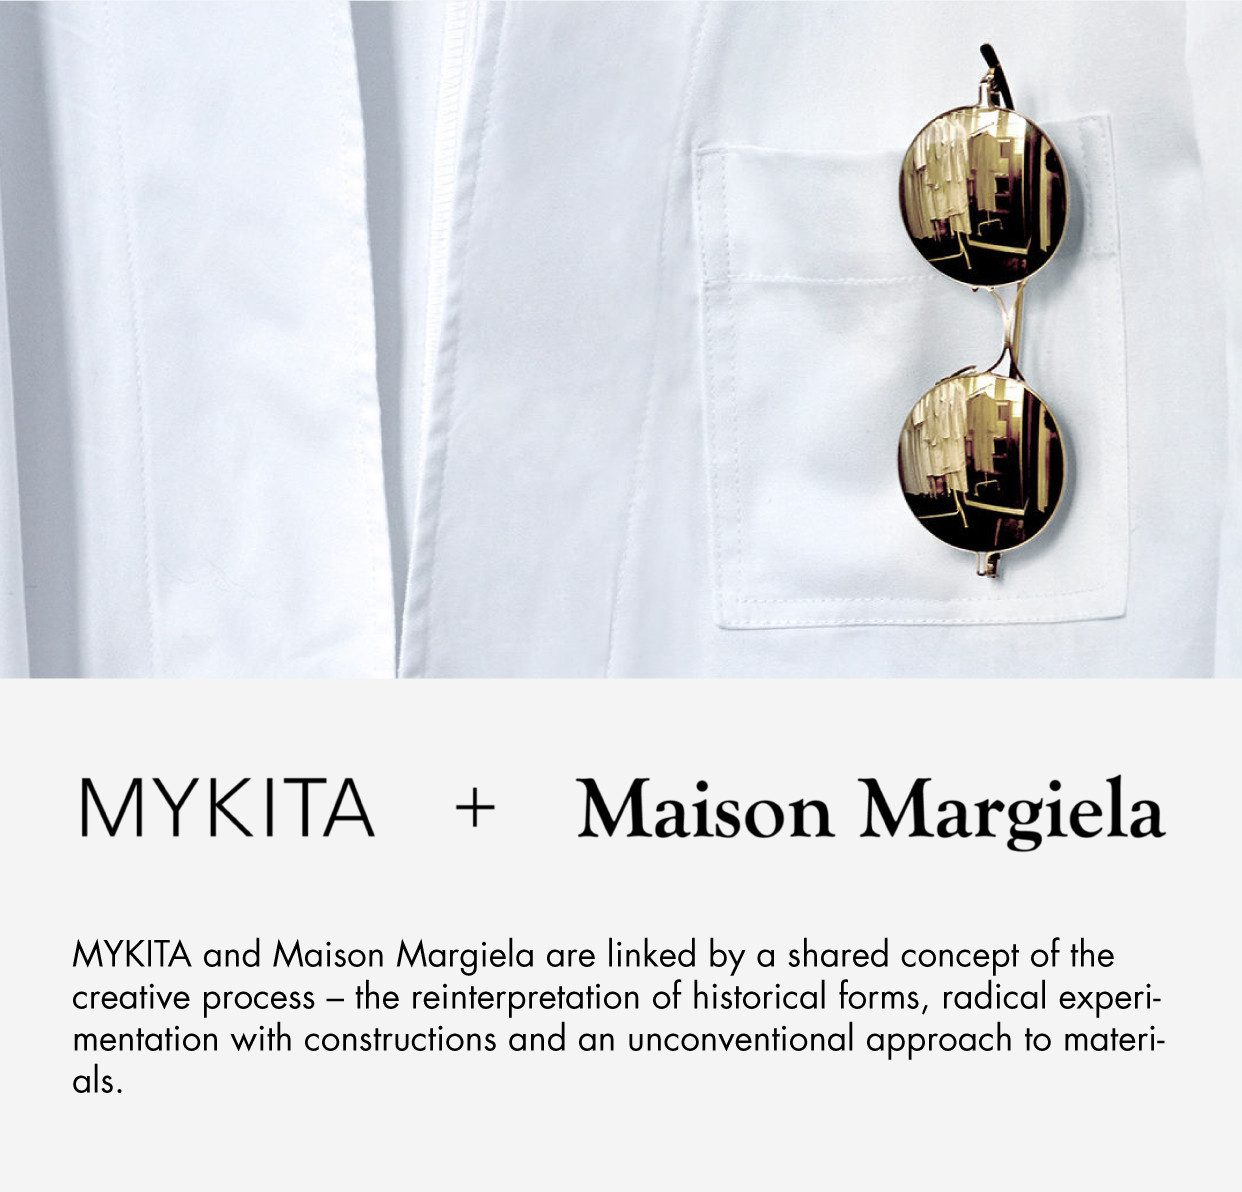 MYKITA + Maison Margiela
MYKITA and Maison Margiela are linked by a shared concept of the
creative process – the reinterpretation of historical forms, radical experi-
mentation with constructions and an unconventional approach to materi-
als.